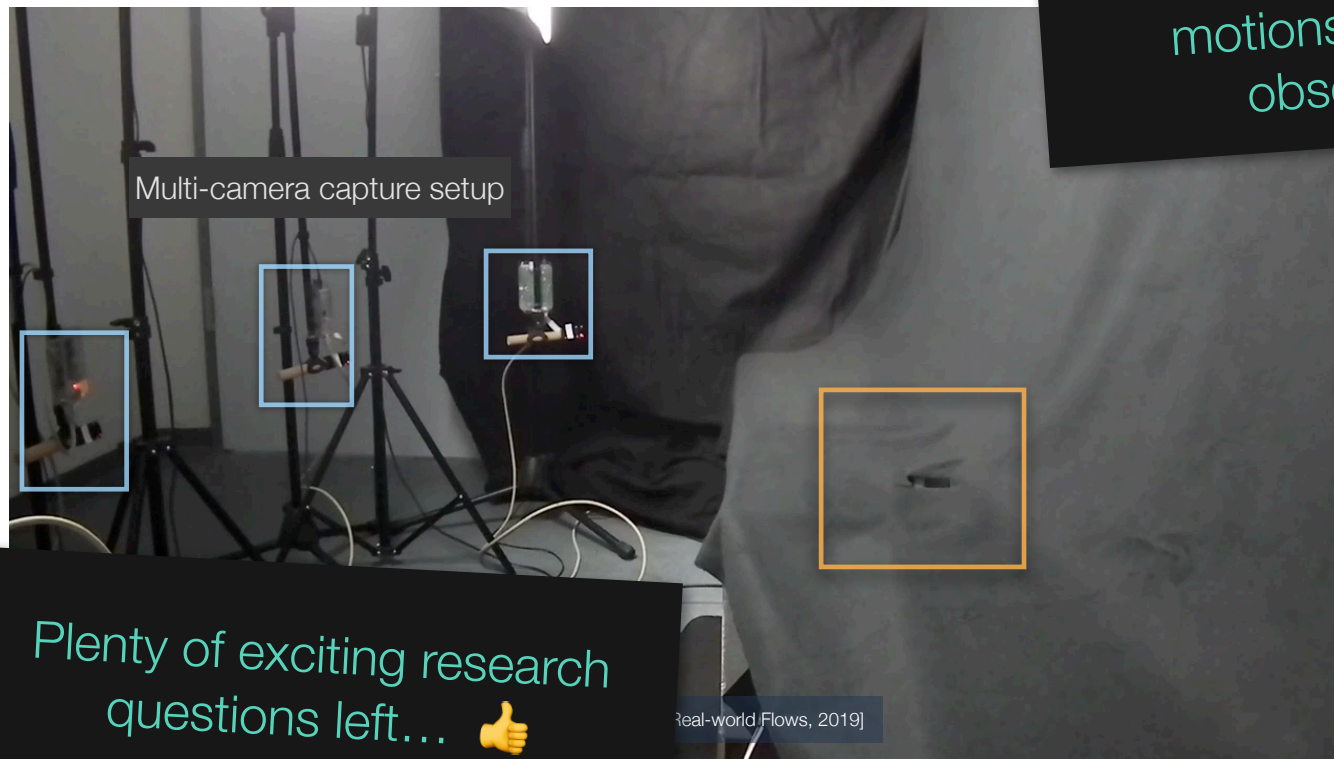 motions
Multi-camera capture setup
Plenty of exciting research
questions left… 👍
Real-world Flows, 2019]